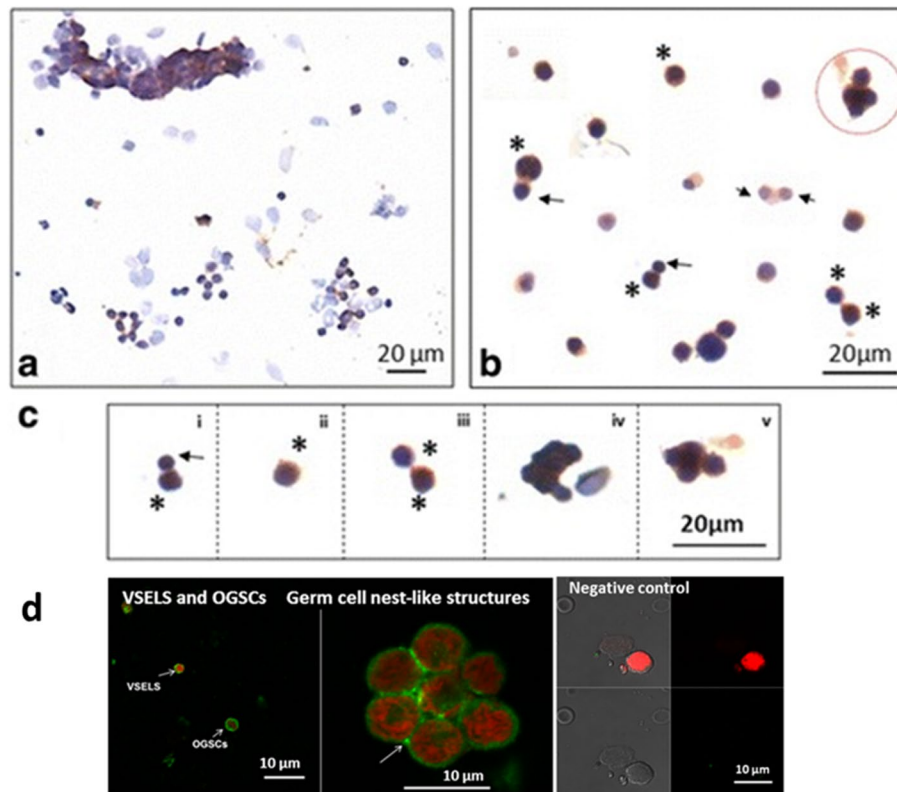 20 µm
a
*
*
*
*
*
b
20µm
c
i
ii
iii
iv
v
*
*
*
*
20µm
d
VSELS and OGSCs
Germ cell nest-like structures
Negative control
VSELS
OGSCs
10 µm
10 µm
10 µm